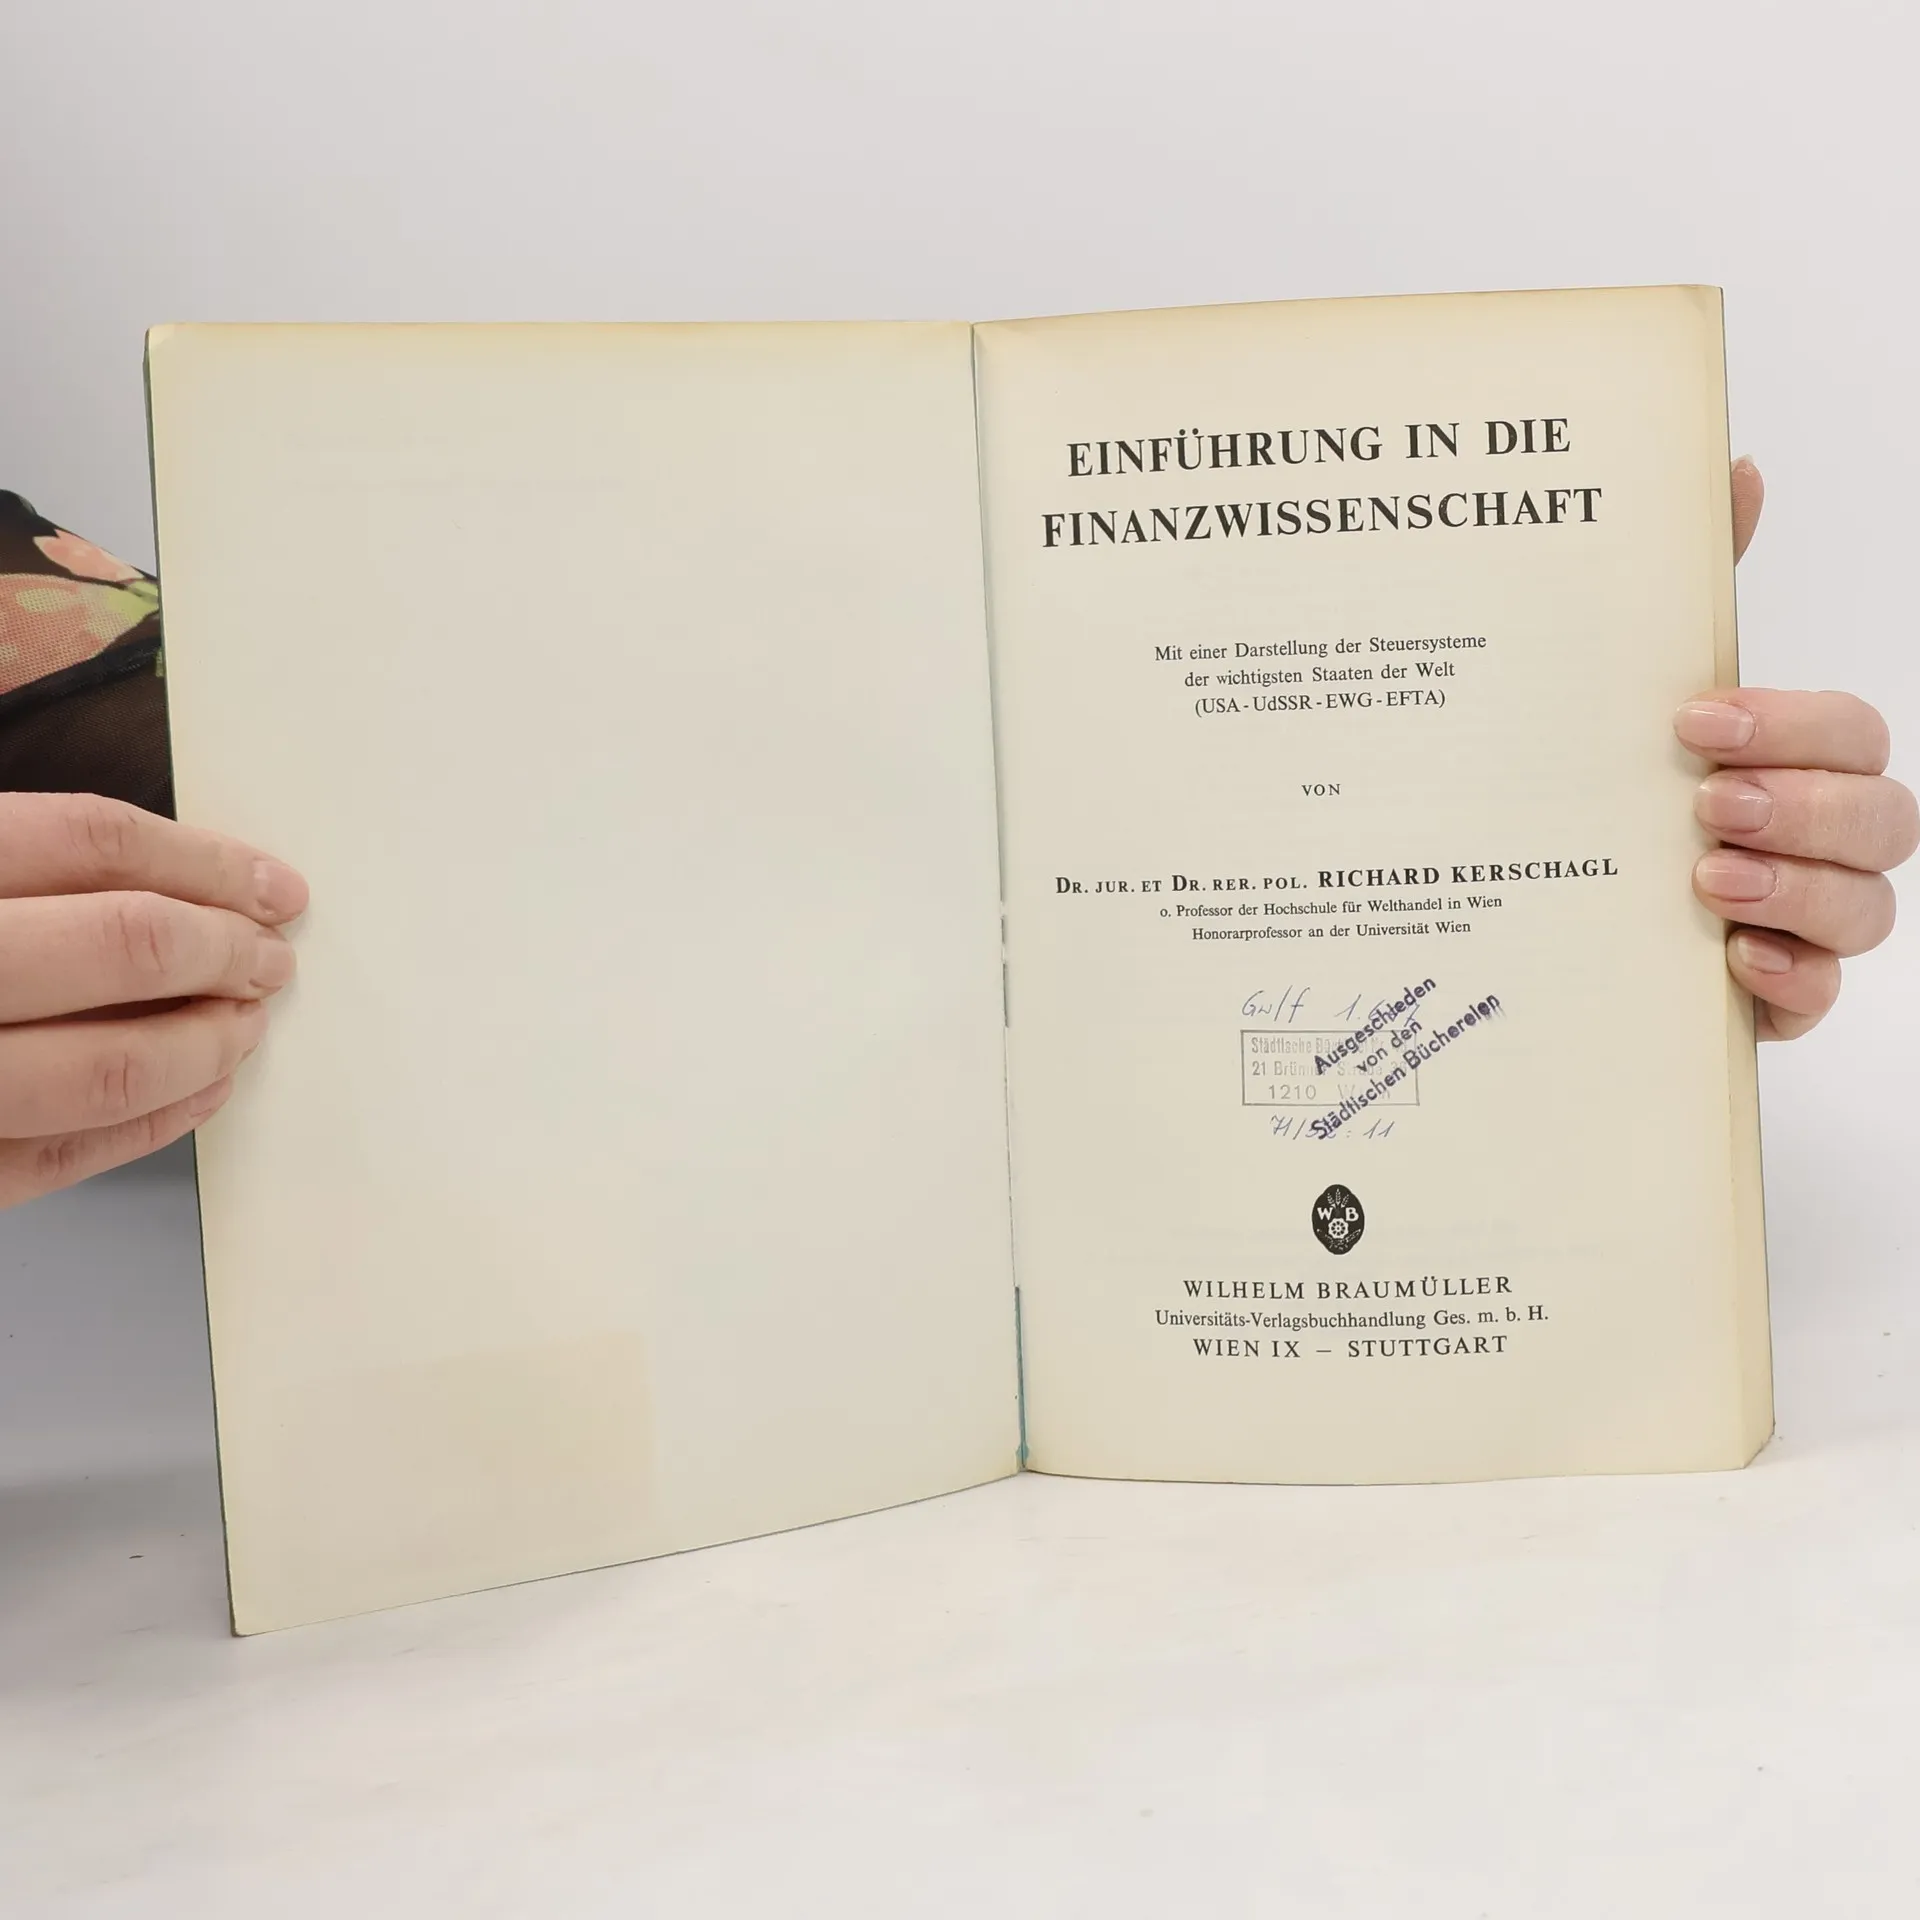 EINFÜHRUNG IN DIE
FINANZWISSENSCHAFT
Mit einer Darstellung der Steuersysteme
der wichtigsten Staaten der Welt
(USA - UdSSR - EWG - EFTA)
VON
DR. JUR. ET DR. RER. POL. RICHARD KERSCHAGL
o. Professor der Hochschule für Welthandel in Wien
Honorarprofessor an der Universität Wien
Ausgeschieden
von den
Städtischen Büchereien
Städtische
21
1210
W B
WILHELM BRAUMÜLLER
Universitäts-Verlagsbuchhandlung Ges. m. b. H.
WIEN IX – STUTTGART